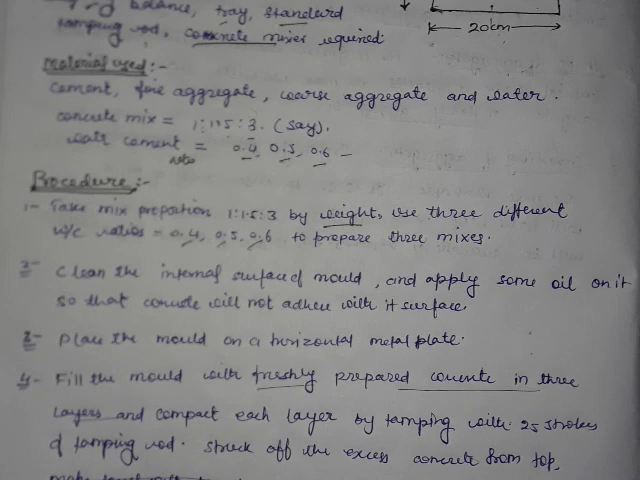 balance, tray, standard
20cm
tamping rod, concrete mixer required
Material used:-
Cement, fine aggregate, coarse aggregate and water.
concrete mix = 1:1.5:3. (say).
cement = 0.4, 0.5, 0.6 -
ratio
Procedure:-
1- Take mix proportion 1:1.5:3 by weight, use three different
w/c ratios = 0.4, 0.5, 0.6 to prepare three mixes.
2- Clean the internal surface of mould, and apply some oil on it
so that concrete will not adhere with it surface.
3- Place the mould on a horizontal metal plate.
4- Fill the mould with freshly prepared concrete in three
layers and compact each layer by tamping with 25 strokes
of tamping rod. struck off the excess concrete from top,